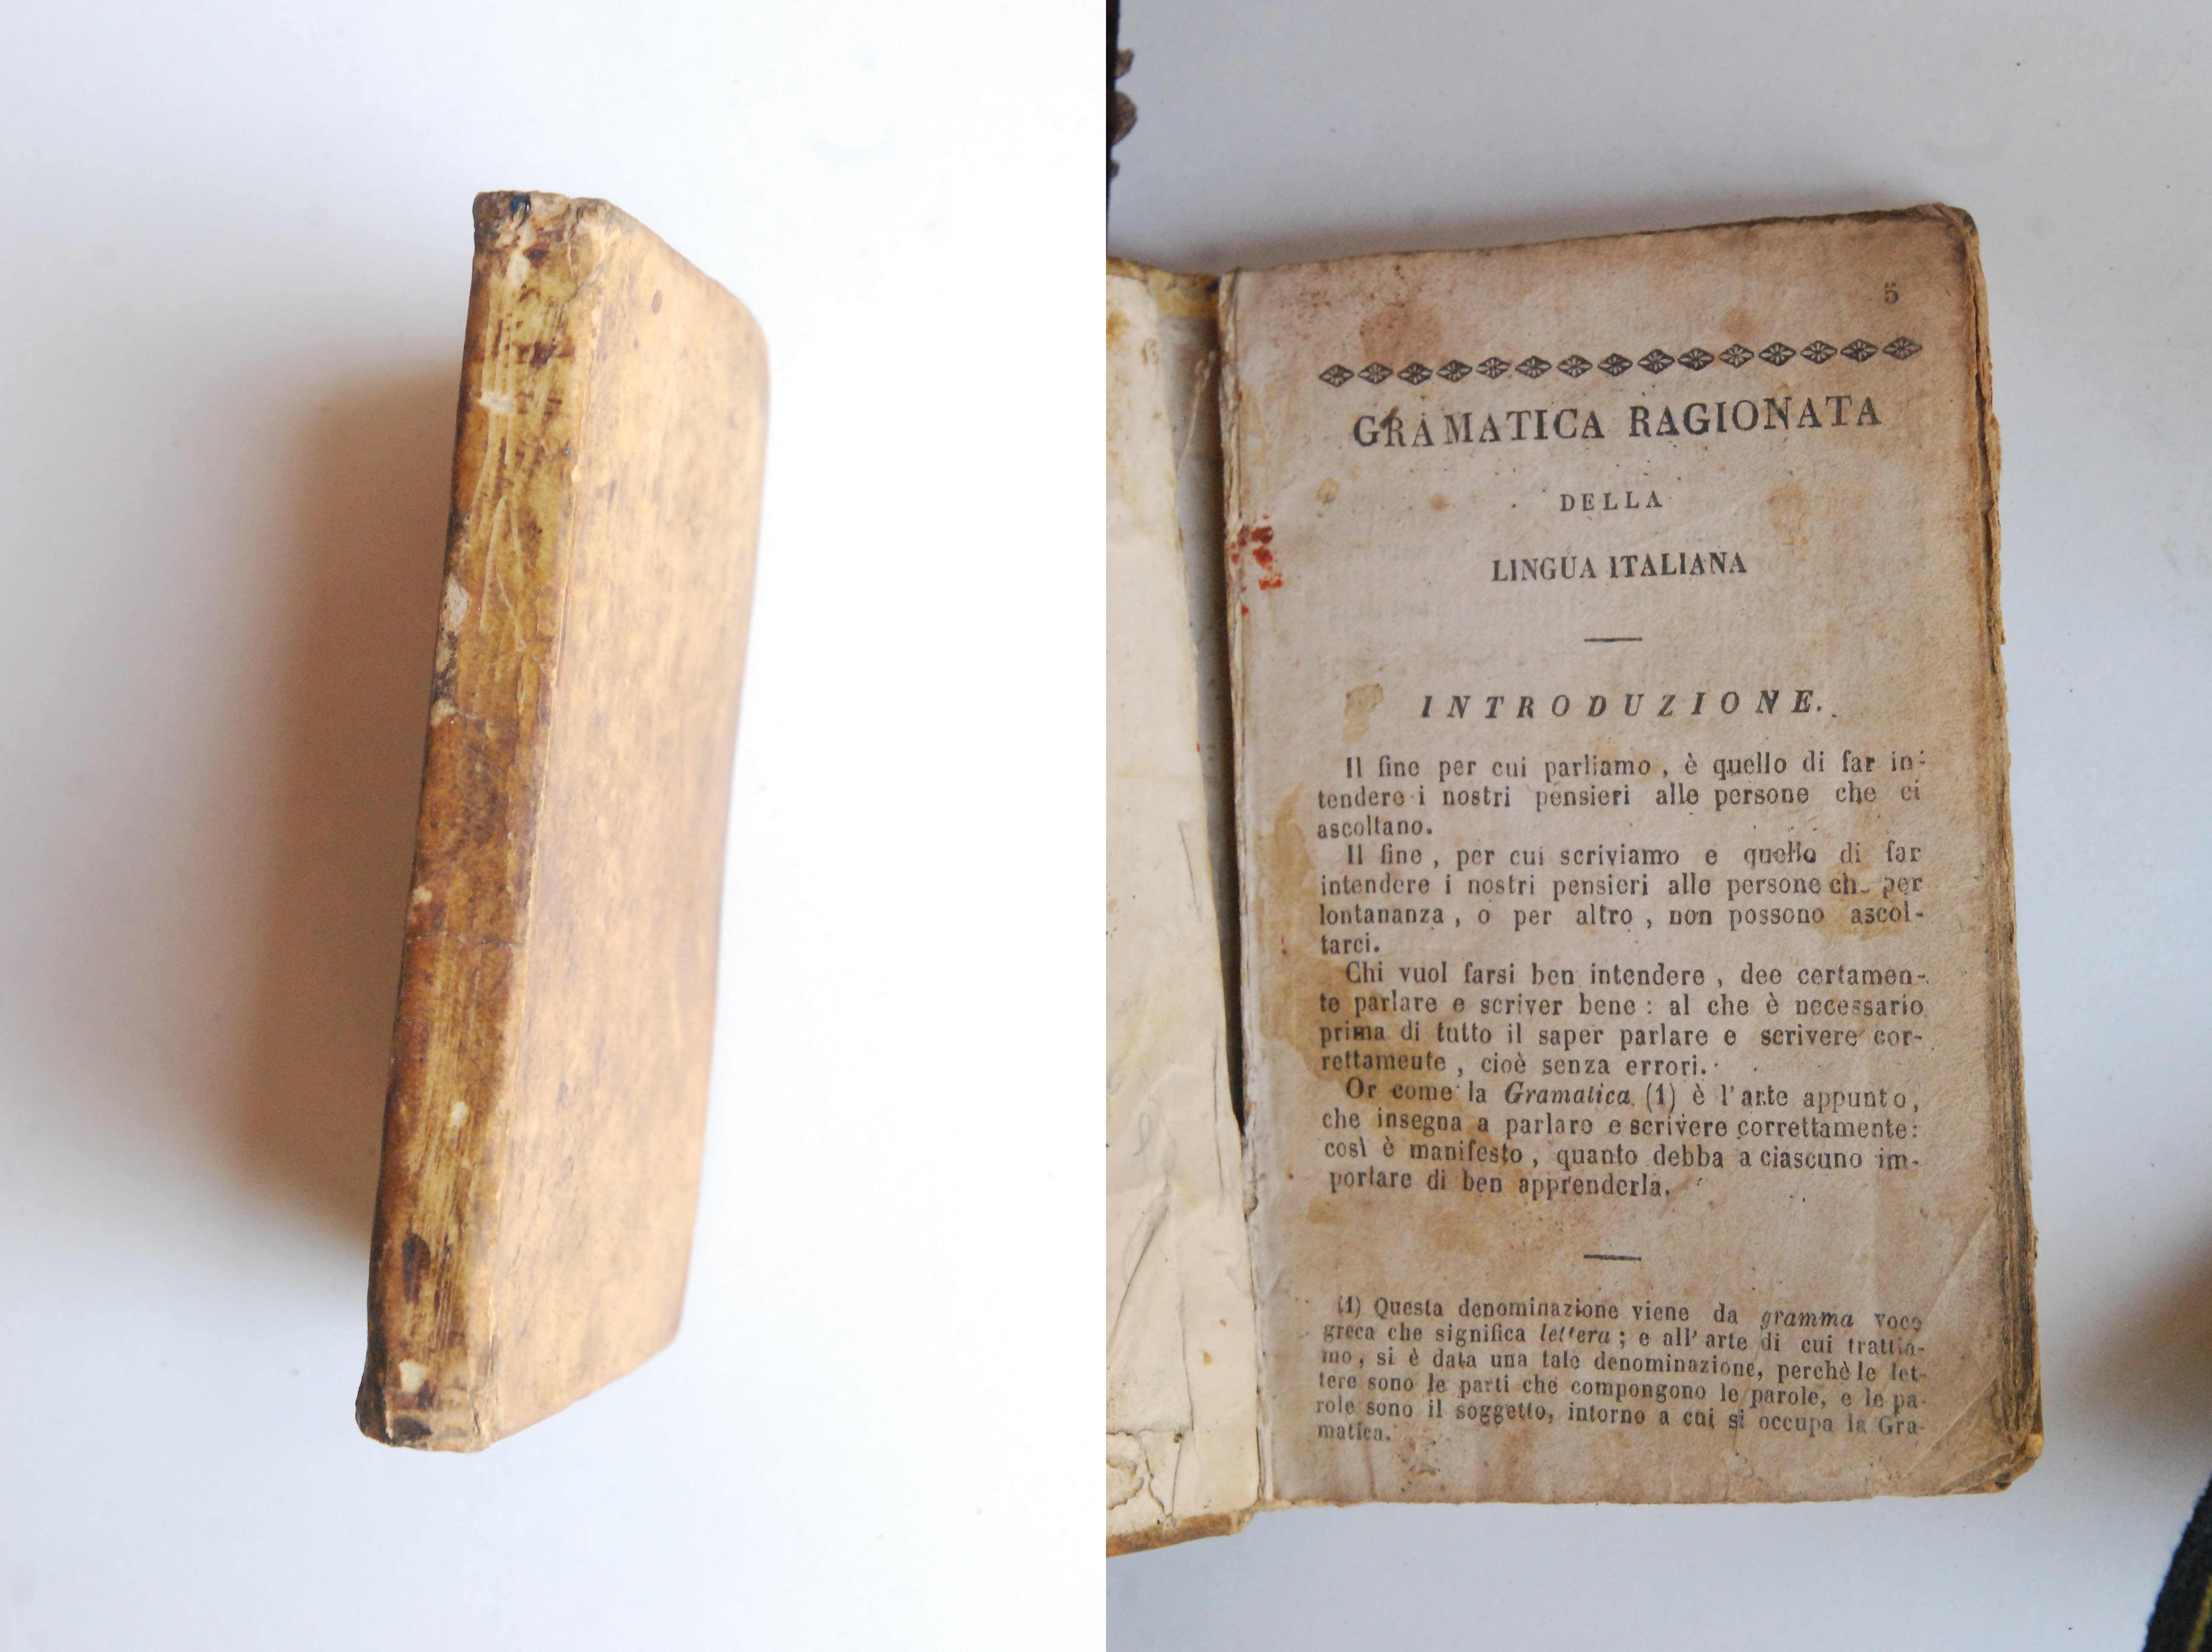 5
GRAMATICA RAGIONATA
DELLA
LINGUA ITALIANA
INTRODUZIONE.
Il fine per cui parliamo , è quello di far in-
tendere i nostri pensieri alle persone che ci
ascoltano.
Il fine , per cui scriviamo e quello di far
intendere i nostri pensieri alle persone che per
lontananza , o per altro , non possono ascol-
tarci.
Chi vuol farsi ben intendere , dee certamen-
te parlare e scriver bene : al che è necessario
prima di tutto il saper parlare e scrivere cor-
rettamente , cioè senza errori.
Or come la Gramatica (1) è l'arte appunto,
che insegna a parlare e scrivere correttamente:
così è manifesto , quanto debba a ciascuno im-
portare di ben apprenderla.
(1) Questa denominazione viene da gramma voce
greca che significa lettera ; e all' arte di cui trattia-
mo , si è data una tale denominazione, perchè le let-
tere sono le parti che compongono le parole, e le pa-
role sono il soggetto, intorno a cui si occupa la Gra-
matica.